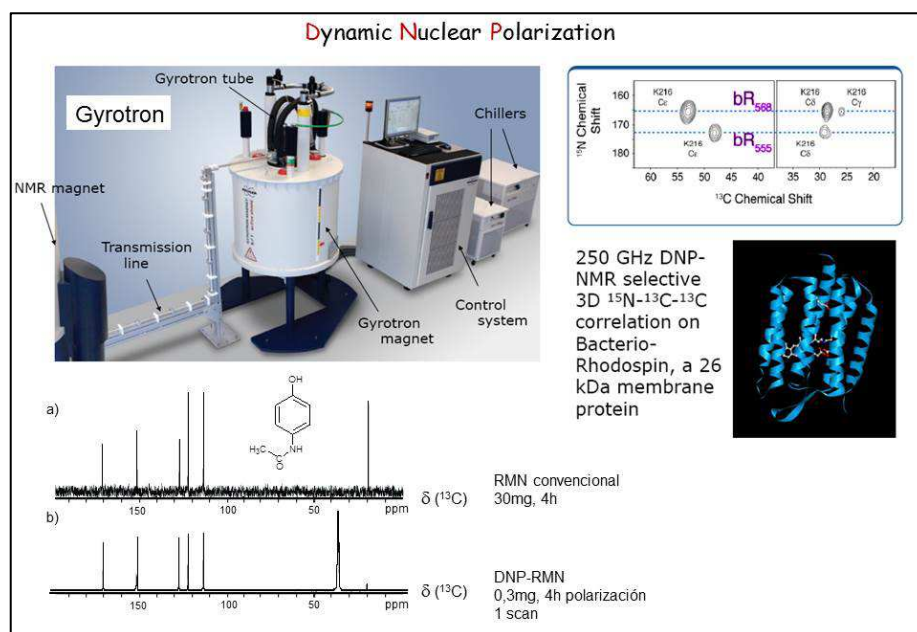 Dynamic Nuclear Polarization
Gyrotron
Gyrotron tube
Chillers
NMR magnet
Transmission
line
Gyrotron
magnet
Control
system
15N Chemical
Shift
160
170
180
K216
Cε
bR568
K216
Cδ
K216
Cγ
K216
Cε
bR555
K216
Cδ
60 55 50 45 40 35 30 25 20
13C Chemical Shift
250 GHz DNP-
NMR selective
3D 15N-13C-13C
correlation on
Bacterio-
Rhodospin, a 26
kDa membrane
protein
a)
OH
H3C
NH
O
150 100 50 ppm
δ (13C)
RMN convencional
30mg, 4h
b)
150 100 50 ppm
δ (13C)
DNP-RMN
0,3mg, 4h polarización
1 scan